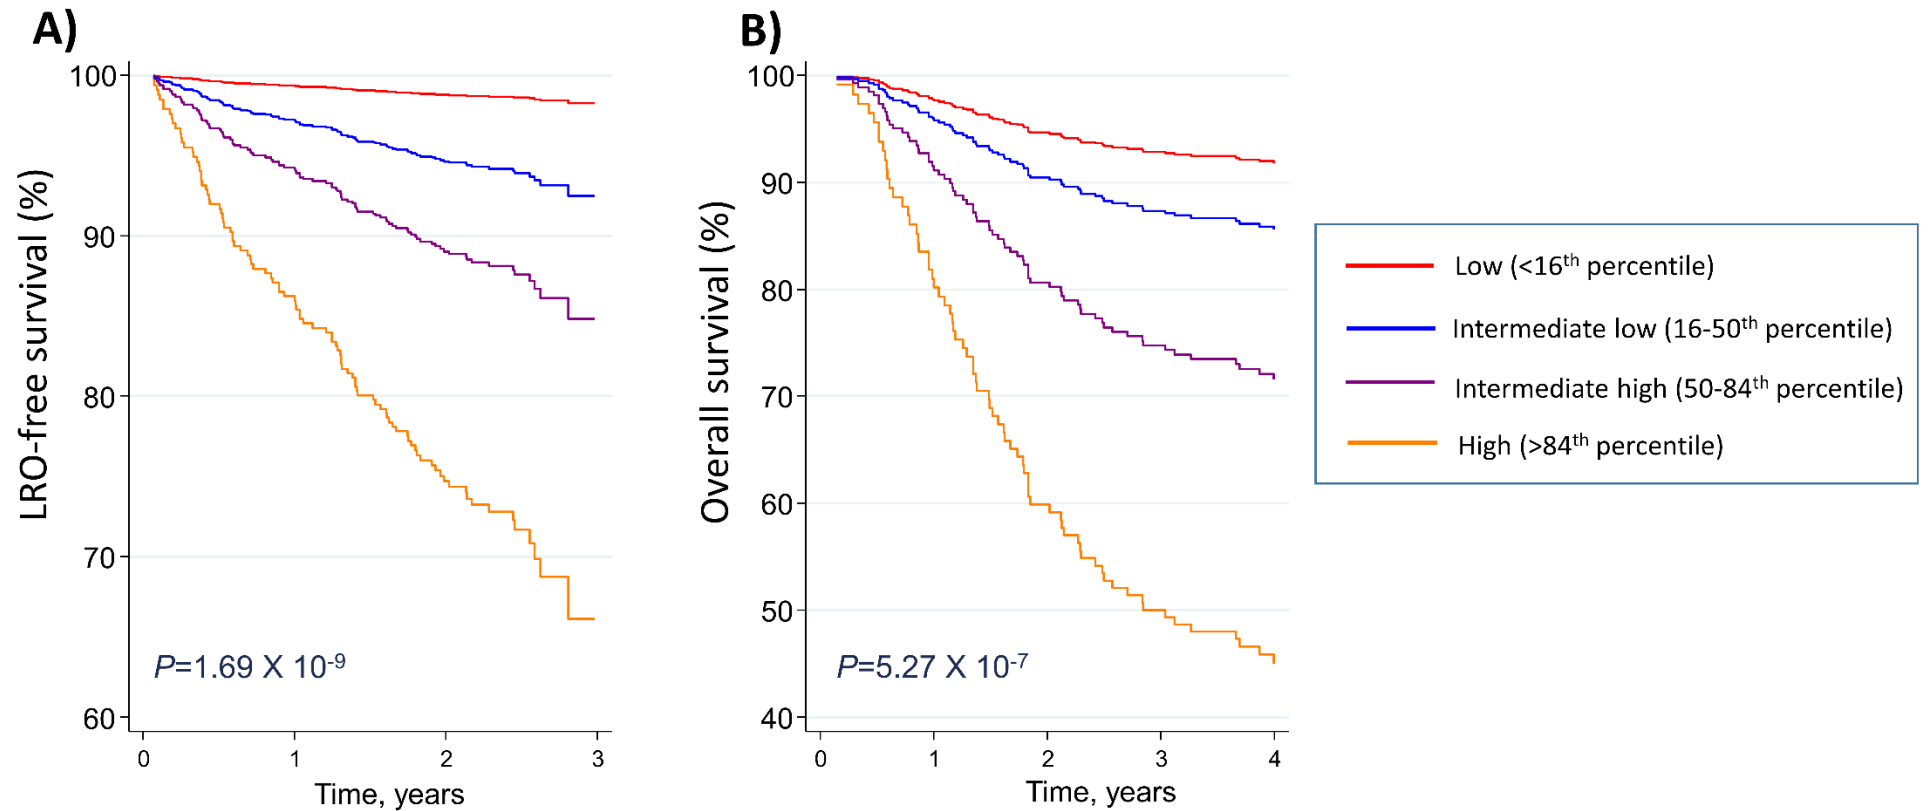 A)
LRO-free survival (%)
100
90
80
70
60
P=1.69 X 10-9
0 1 2 3
Time, years
B)
Overall survival (%)
100
90
80
70
60
50
40
P=5.27 X 10-7
0 1 2 3 4
Time, years
Low (<16th percentile)
Intermediate low (16-50th percentile)
Intermediate high (50-84th percentile)
High (>84th percentile)